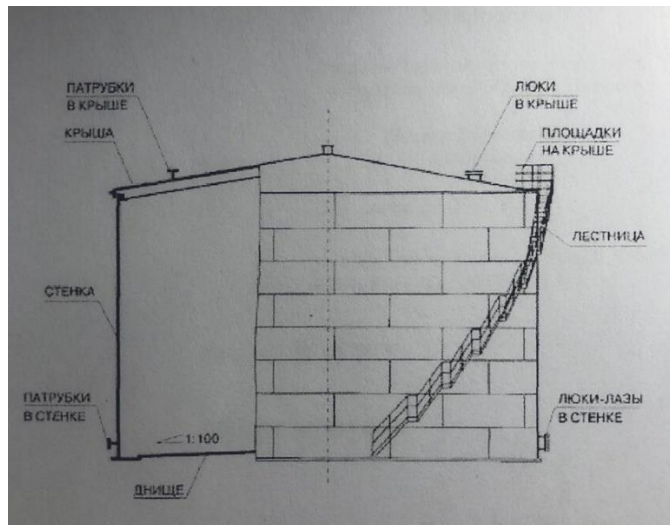 ПАТРУБКИ
В КРЫШЕ
КРЫША
ЛЮКИ
В КРЫШЕ
ПЛОЩАДКИ
НА КРЫШЕ
ЛЕСТНИЦА
СТЕНКА
ПАТРУБКИ
В СТЕНКЕ
1:100
ДНИЩЕ
ЛЮКИ-ЛАЗЫ
В СТЕНКЕ